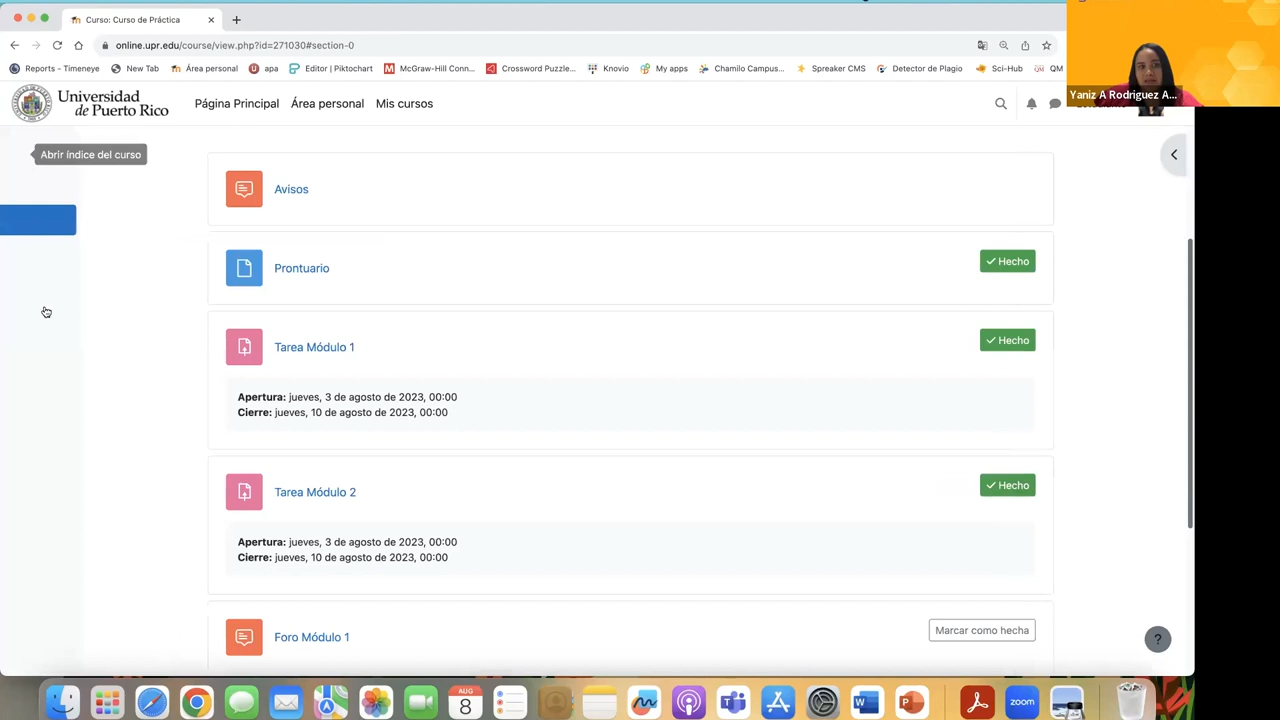 Curso: Curso de Práctica
online.upr.edu/course/view.php?id=271030#section-0
Reports – Timeneye
New Tab
Área personal
apa
Editor | Piktochart
McGraw-Hill Conn...
Crossword Puzzle...
Knovio
My apps
Chamilo Campus...
Spreaker CMS
Detector de Plagio
Sci-Hub
QM
Yaniz A Rodriguez A...
Universidad
de Puerto Rico
Página Principal
Área personal
Mis cursos
Abrir índice del curso
Avisos
Prontuario
Hecho
Tarea Módulo 1
Hecho
Apertura: jueves, 3 de agosto de 2023, 00:00
Cierre: jueves, 10 de agosto de 2023, 00:00
Tarea Módulo 2
Hecho
Apertura: jueves, 3 de agosto de 2023, 00:00
Cierre: jueves, 10 de agosto de 2023, 00:00
Foro Módulo 1
Marcar como hecha
?
AUG
8
zoom